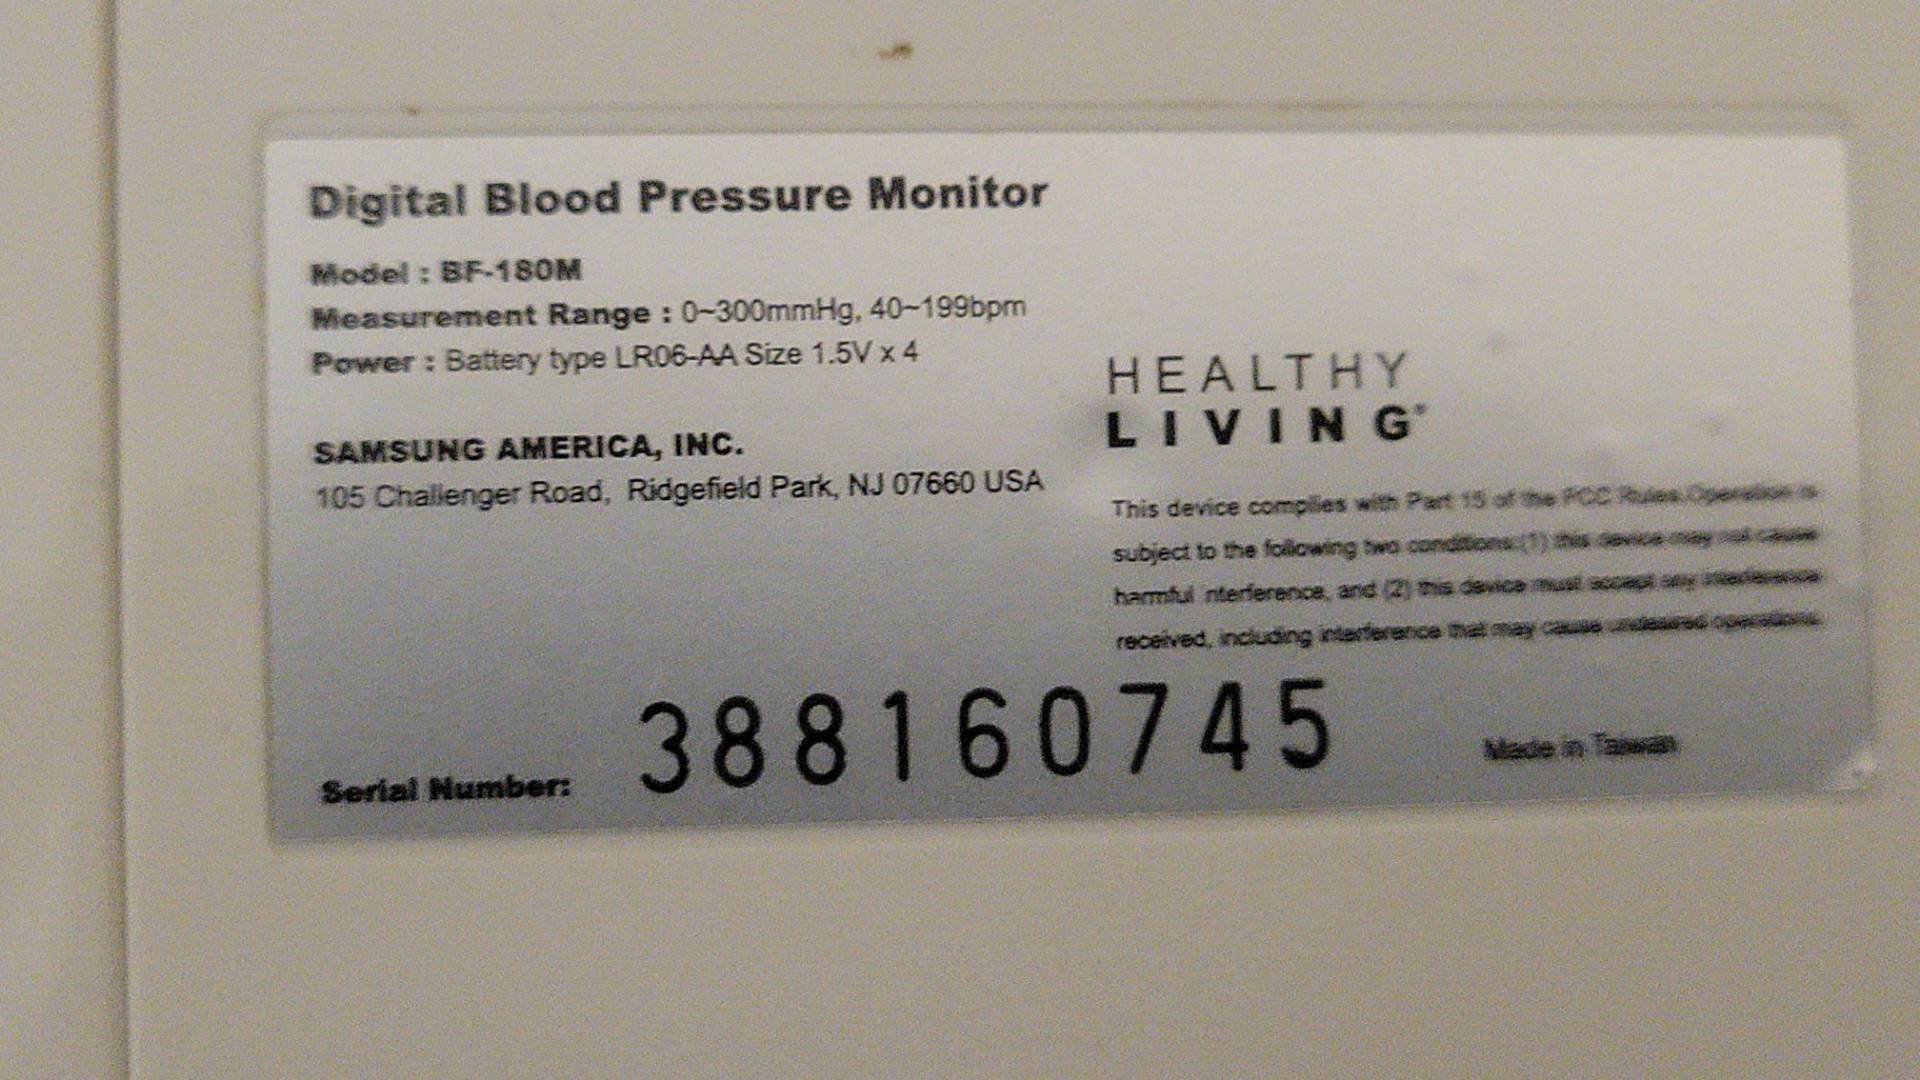 Digital Blood Pressure Monitor
Model : BF-180M
Measurement Range : 0~300mmHg, 40~199bpm
Power : Battery type LR06-AA Size 1.5V x 4
SAMSUNG AMERICA, INC.
105 Challenger Road, Ridgefield Park, NJ 07660 USA
HEALTHY
LIVING®
This device complies with Part 15 of the FCC Rules.Operation is
subject to the following two conditions:(1) this device may not cause
harmful nterference, and (2) this device must accept any interference
received, including interference that may cause undesired operations.
Serial Number: 388160745
Made in Taiwan